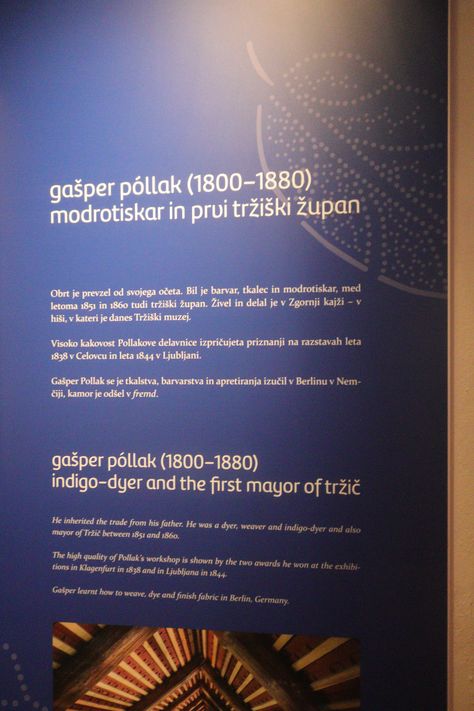 gašper póllak (1800–1880)
modrotiskar in prvi tržiški župan
Obrt je prevzel od svojega očeta. Bil je barvar, tkalec in modrotiskar, med
letoma 1851 in 1860 tudi tržiški župan. Živel in delal je v Zgornji kajži – v
hiši, v kateri je danes Tržiški muzej.
Visoko kakovost Pollakove delavnice izpričujeta priznanji na razstavah leta
1838 v Celovcu in leta 1844 v Ljubljani.
Gašper Pollak se je tkalstva, barvarstva in apretiranja izučil v Berlinu v Nem-
čiji, kamor je odšel v fremd.
gašper póllak (1800–1880)
indigo-dyer and the first mayor of tržič
He inherited the trade from his father. He was a dyer, weaver and indigo-dyer and also
mayor of Tržič between 1851 and 1860.
The high quality of Pollak's workshop is shown by the two awards he won at the exhibi-
tions in Klagenfurt in 1838 and in Ljubljana in 1844.
Gašper learnt how to weave, dye and finish fabric in Berlin, Germany.